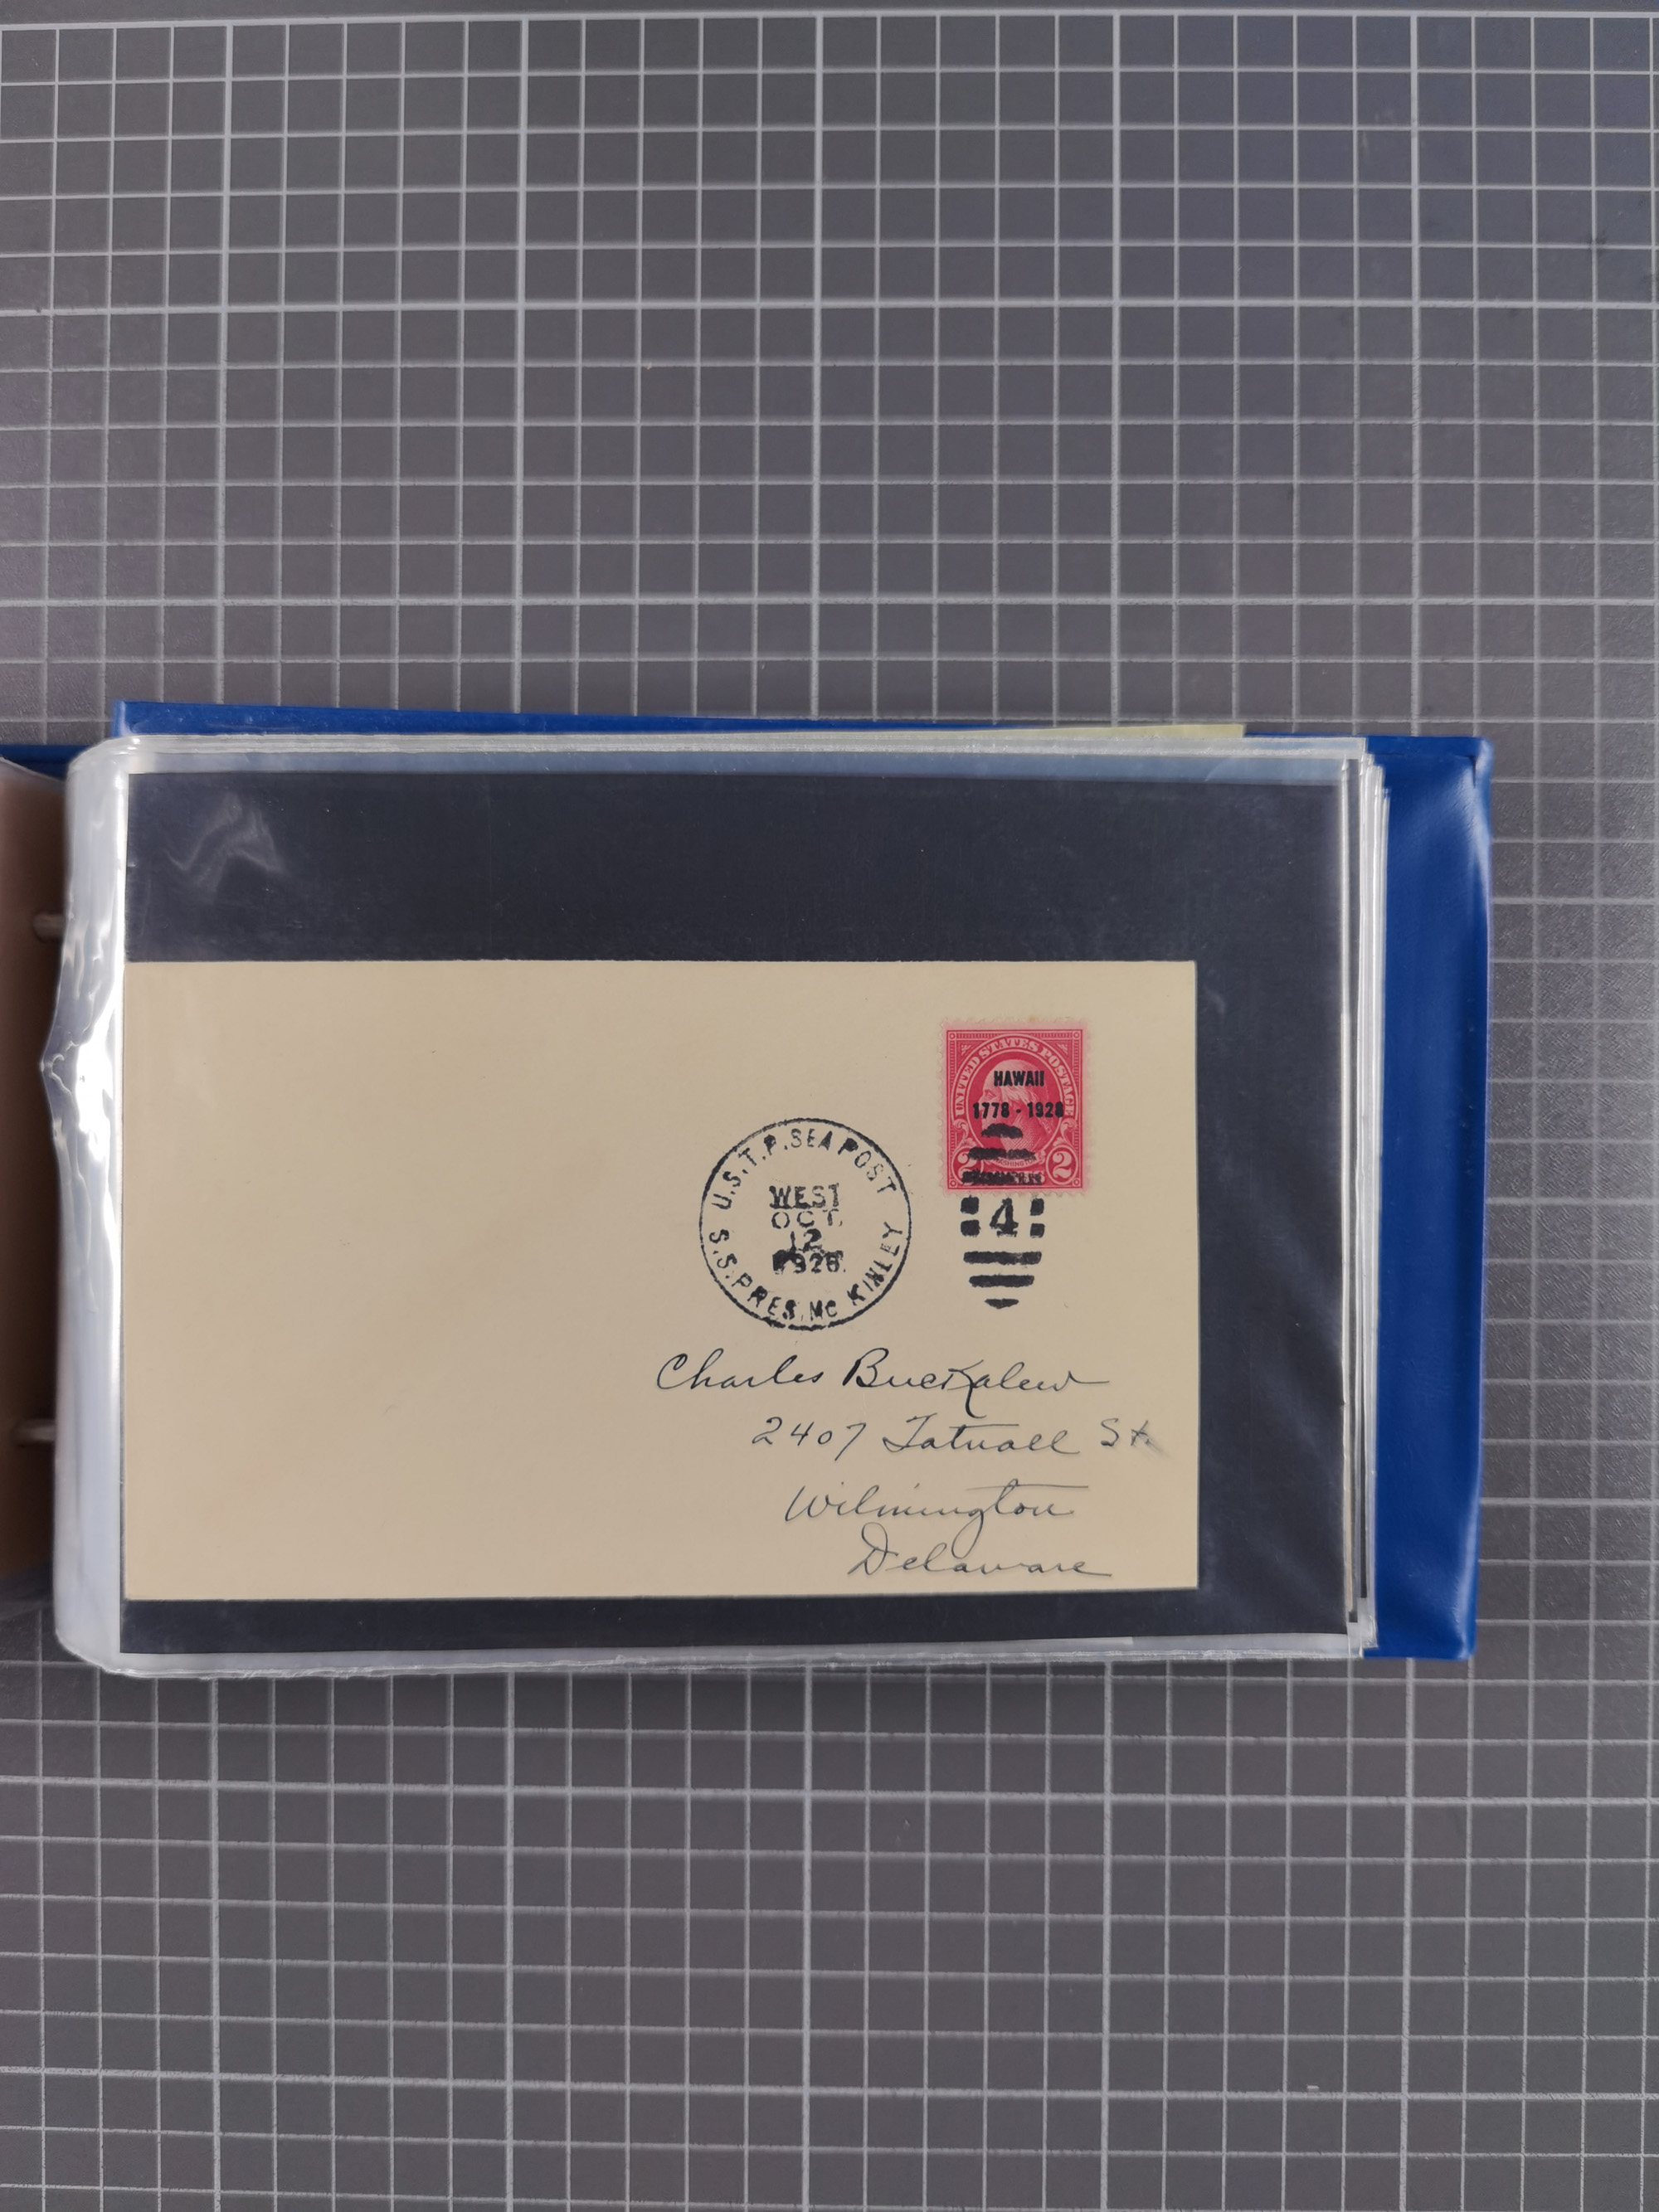 UNITED STATES POSTAGE
HAWAII
1778 - 1928
2 2
U.S.T.P. SEA POST
WEST
OCT
12
1928
S.S. PRES. MC KINLEY
4
Charles Buckalew
2407 Tatnall St.
Wilmington
Delaware